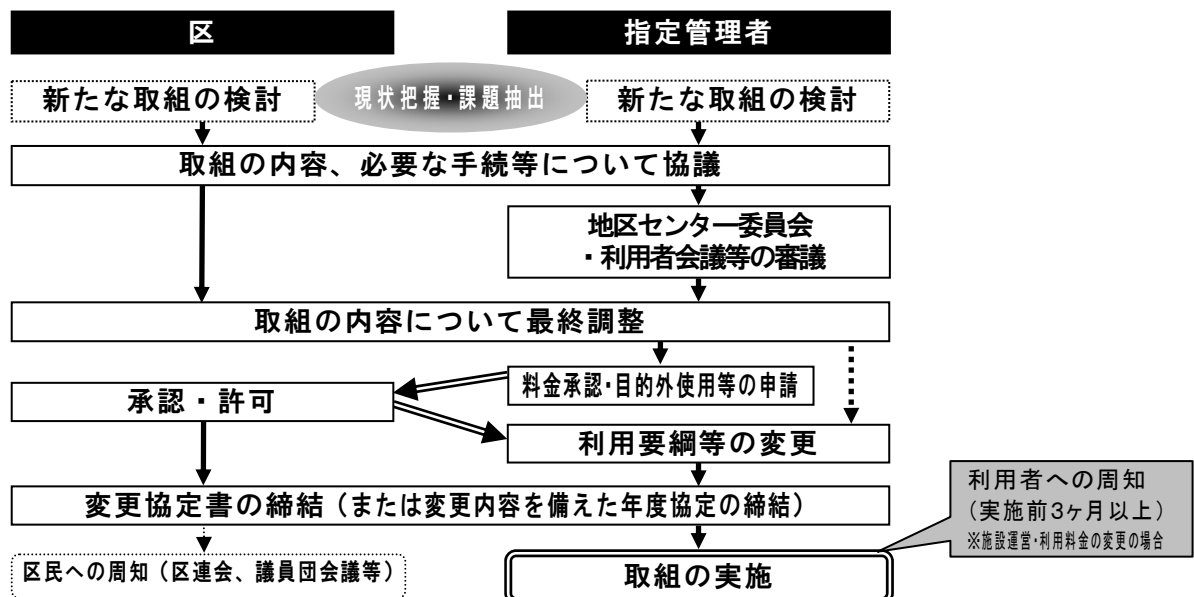 区
指定管理者
新たな取組の検討
現状把握・課題抽出
新たな取組の検討
取組の内容、必要な手続等について協議
地区センター委員会
・利用者会議等の審議
取組の内容について最終調整
料金承認・目的外使用等の申請
承認・許可
利用要綱等の変更
利用者への周知
（実施前3ヶ月以上）
※施設運営・利用料金の変更の場合
変更協定書の締結（または変更内容を備えた年度協定の締結）
区民への周知（区連会、議員団会議等）
取組の実施